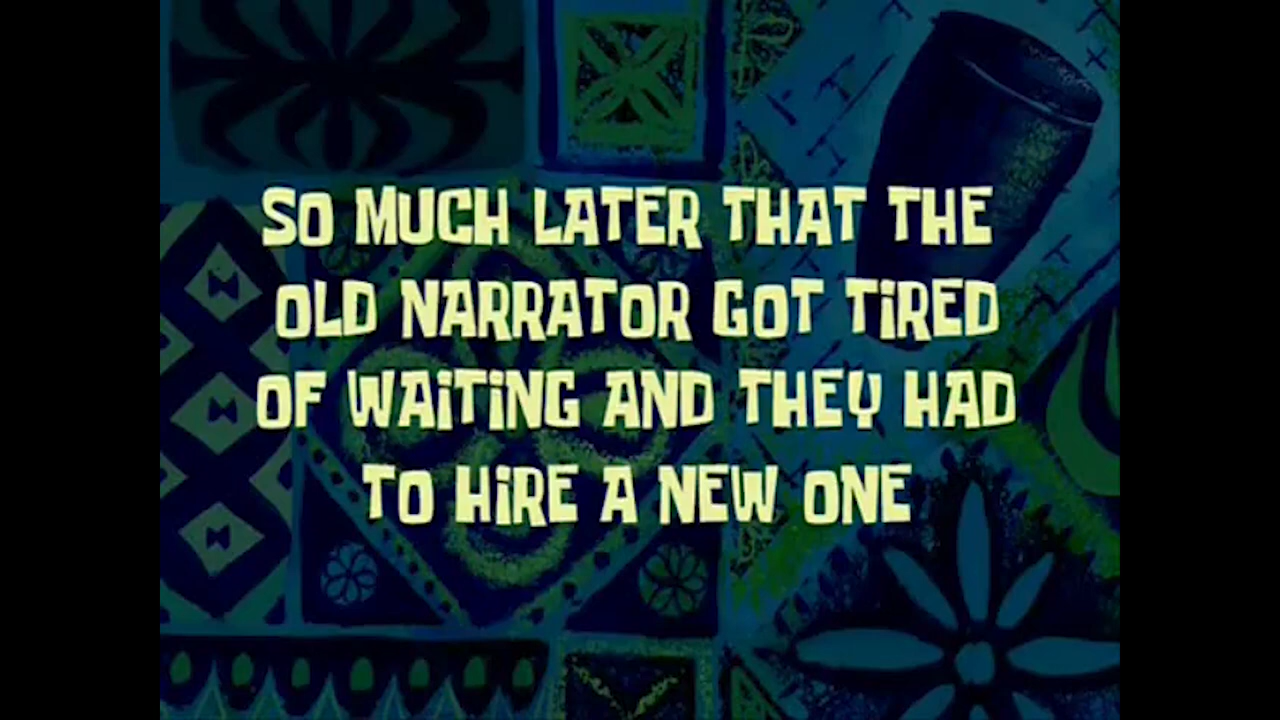 SO MUCH LATER THAT THE
OLD NARRATOR GOT TiRED
OF WAiTiNG AND THEY HAD
TO HiRE A NEW ONE